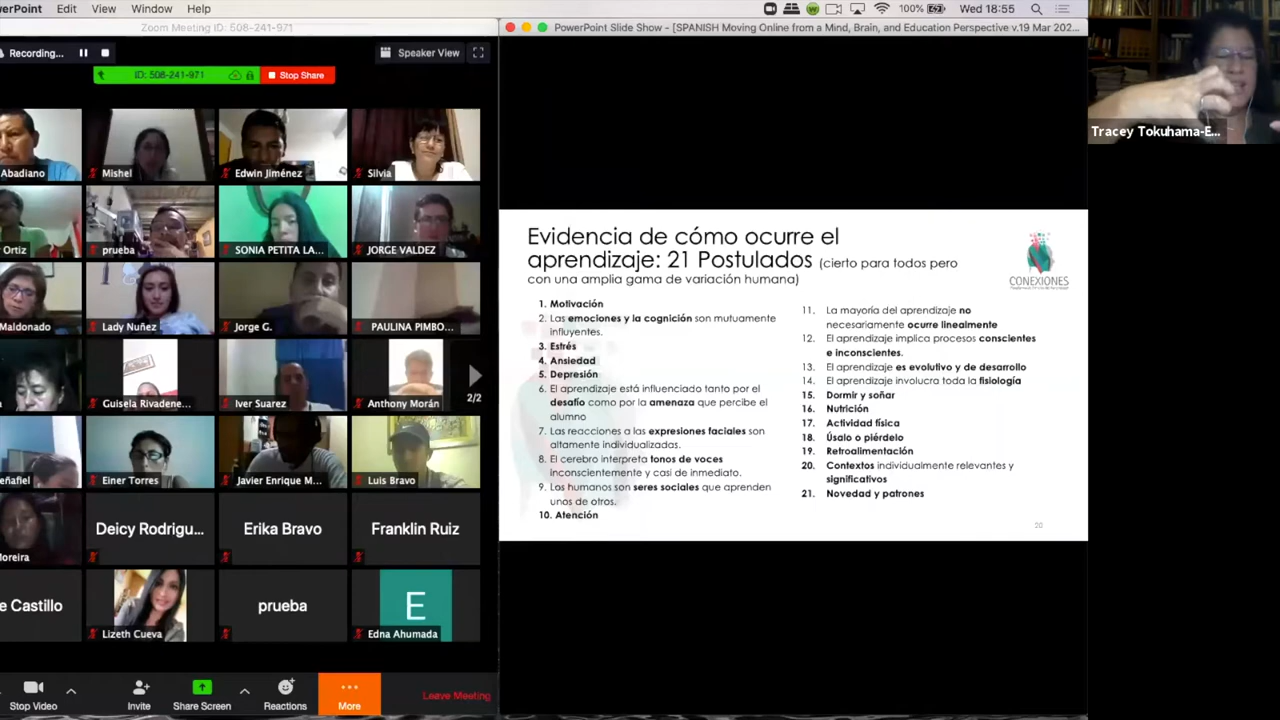 PowerPoint Edit View Window Help
100% Wed 18:55
Zoom Meeting ID: 508-241-971
PowerPoint Slide Show - [SPANISH Moving Online from a Mind, Brain, and Education Perspective v.19 Mar 202...
Recording...
Speaker View
ID: 508-241-971
Stop Share
Tracey Tokuhama-E...
Abadiano
Mishel
Edwin Jiménez
Silvia
Ortiz
prueba
SONIA PETITA LA...
JORGE VALDEZ
Maldonado
Lady Nuñez
Jorge G.
PAULINA PIMBO...
Guisela Rivadene...
Iver Suarez
Anthony Morán
2/2
eñafiel
Einer Torres
Javier Enrique M...
Luis Bravo
Moreira
Deicy Rodrigu...
Erika Bravo
Franklin Ruiz
e Castillo
Lizeth Cueva
prueba
E
Edna Ahumada
Stop Video
Invite
Share Screen
Reactions
More
Leave Meeting
Evidencia de cómo ocurre el
aprendizaje: 21 Postulados (cierto para todos pero
con una amplia gama de variación humana)
CONEXIONES
1. Motivación
2. Las emociones y la cognición son mutuamente
influyentes.
3. Estrés
4. Ansiedad
5. Depresión
6. El aprendizaje está influenciado tanto por el
desafío como por la amenaza que percibe el
alumno
7. Las reacciones a las expresiones faciales son
altamente individualizadas.
8. El cerebro interpreta tonos de voces
inconscientemente y casi de inmediato.
9. Los humanos son seres sociales que aprenden
unos de otros.
10. Atención
11. La mayoría del aprendizaje no
necesariamente ocurre linealmente
12. El aprendizaje implica procesos conscientes
e inconscientes.
13. El aprendizaje es evolutivo y de desarrollo
14. El aprendizaje involucra toda la fisiología
15. Dormir y soñar
16. Nutrición
17. Actividad física
18. Úsalo o piérdelo
19. Retroalimentación
20. Contextos individualmente relevantes y
significativos
21. Novedad y patrones
20